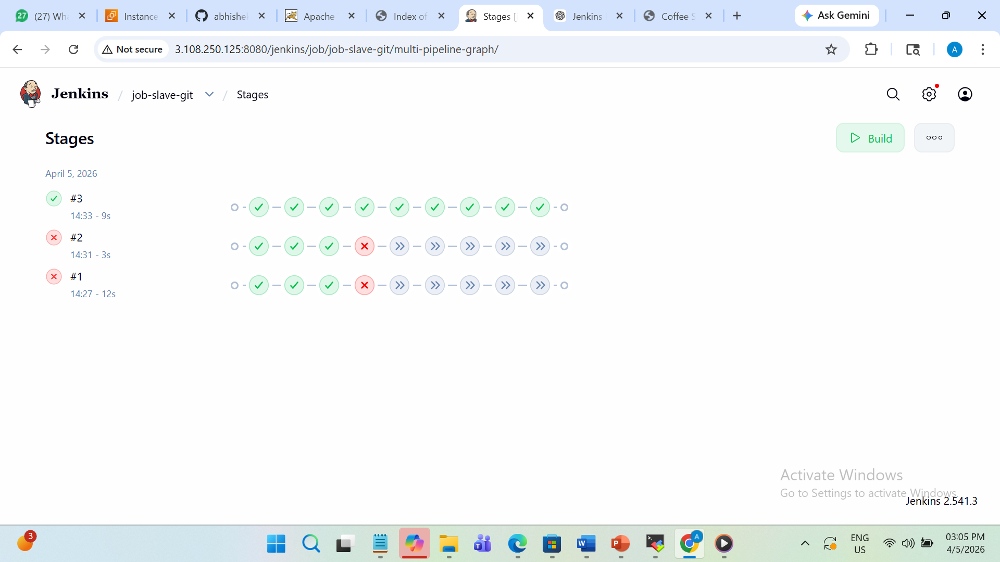 27
(27) Wh
Instance
abhishe
Apache
Index of
Stages [
Jenkins
Coffee S
Ask Gemini
Not secure
3.108.250.125:8080/jenkins/job/job-slave-git/multi-pipeline-graph/
A
Jenkins / job-slave-git / Stages
Stages
Build
April 5, 2026
#3
14:33 - 9s
#2
14:31 - 3s
#1
14:27 - 12s
Activate Windows
Go to Settings to activate Windows.
Jenkins 2.541.3
3
T
W
P
A
ENG
US
03:05 PM
4/5/2026